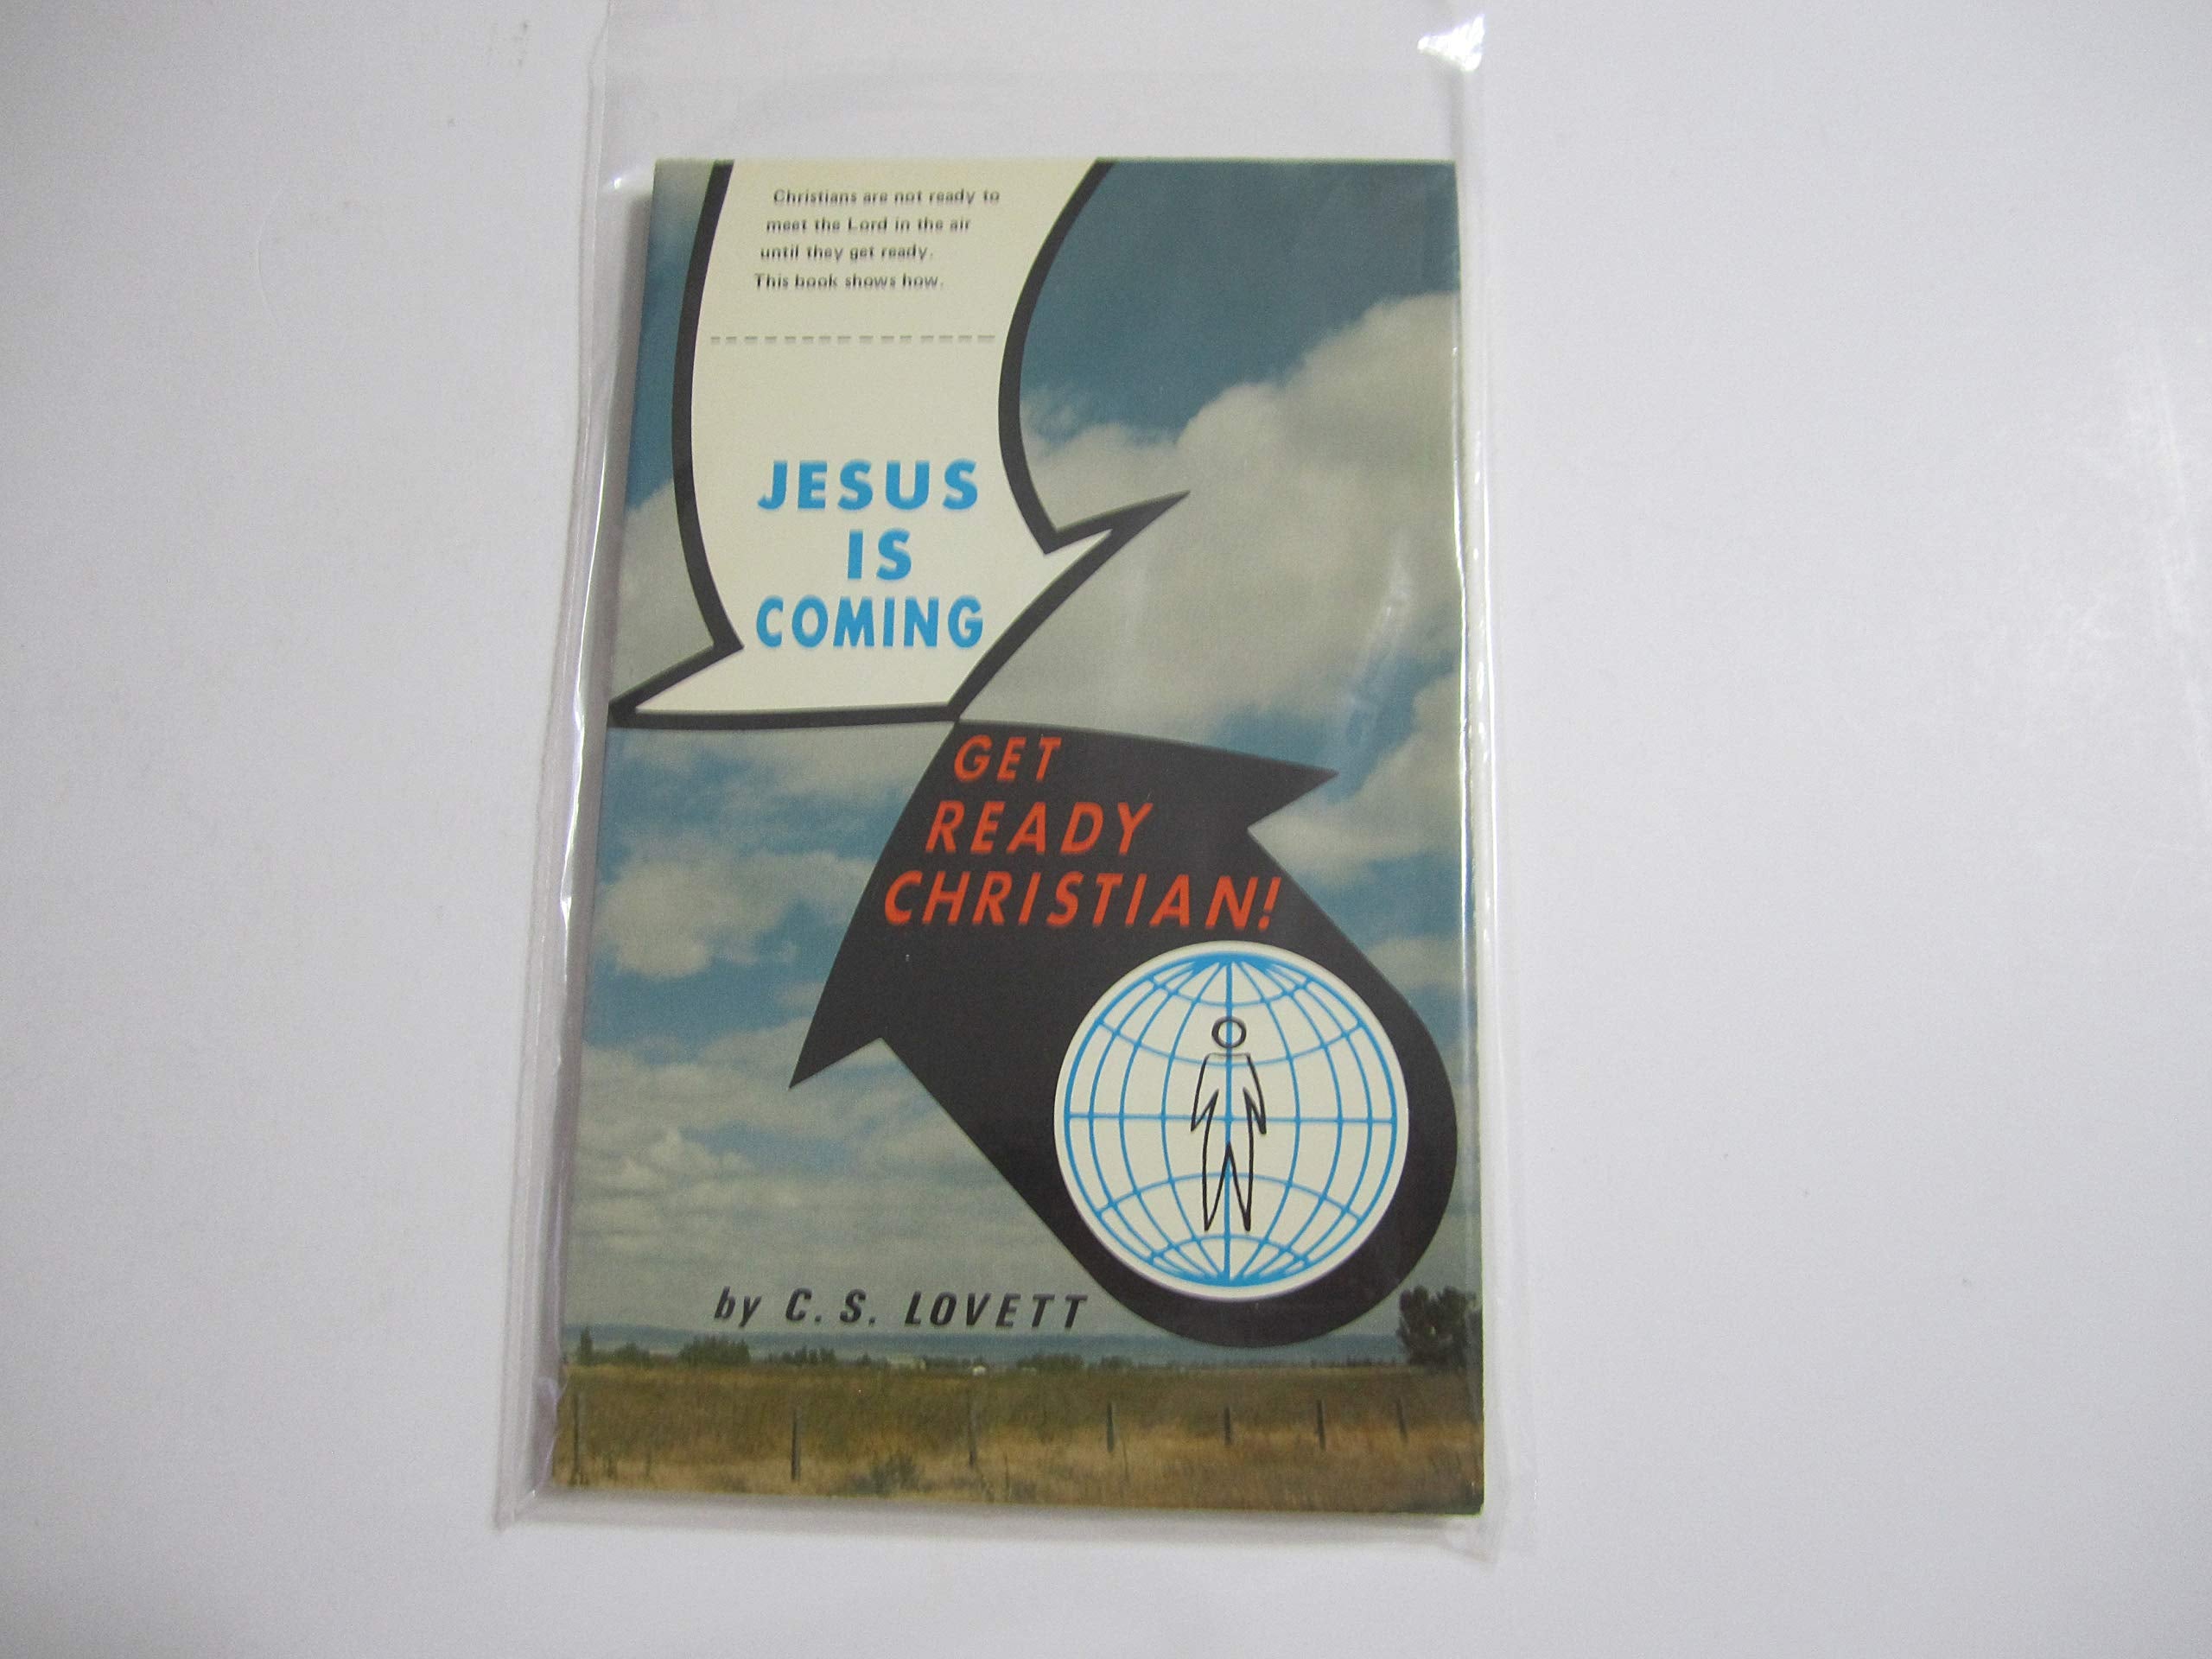 Christians are not ready to
meet the Lord in the air
until they get ready.
This book shows how.
JESUS
IS
COMING
GET
READY
CHRISTIAN!
by C. S. LOVETT